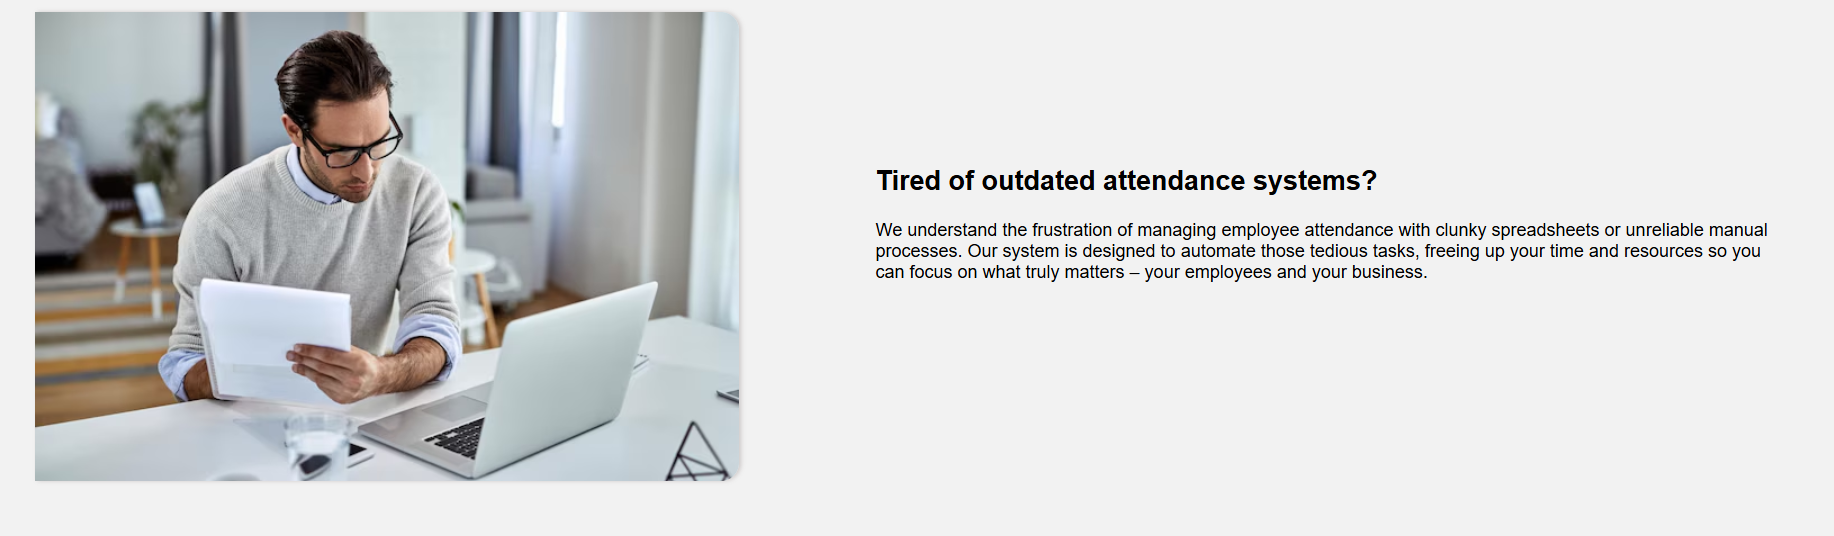 Tired of outdated attendance systems?
We understand the frustration of managing employee attendance with clunky spreadsheets or unreliable manual
processes. Our system is designed to automate those tedious tasks, freeing up your time and resources so you
can focus on what truly matters – your employees and your business.